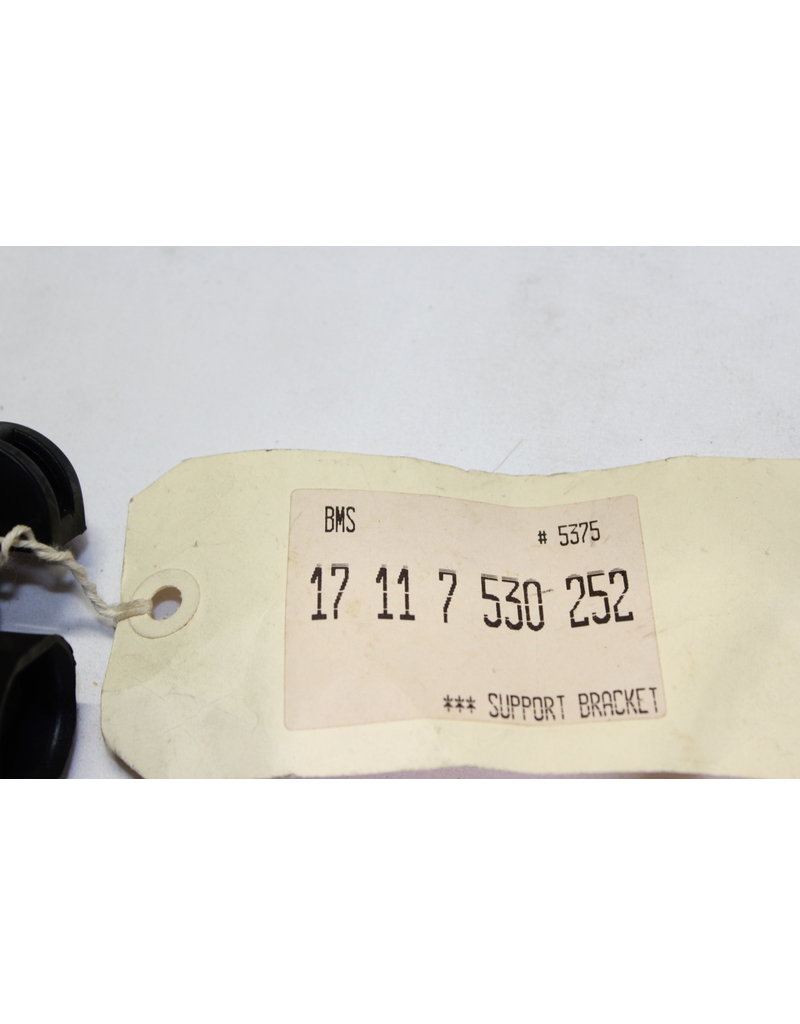 BMS # 5375
17 11 7 530 252
*** SUPPORT BRACKET